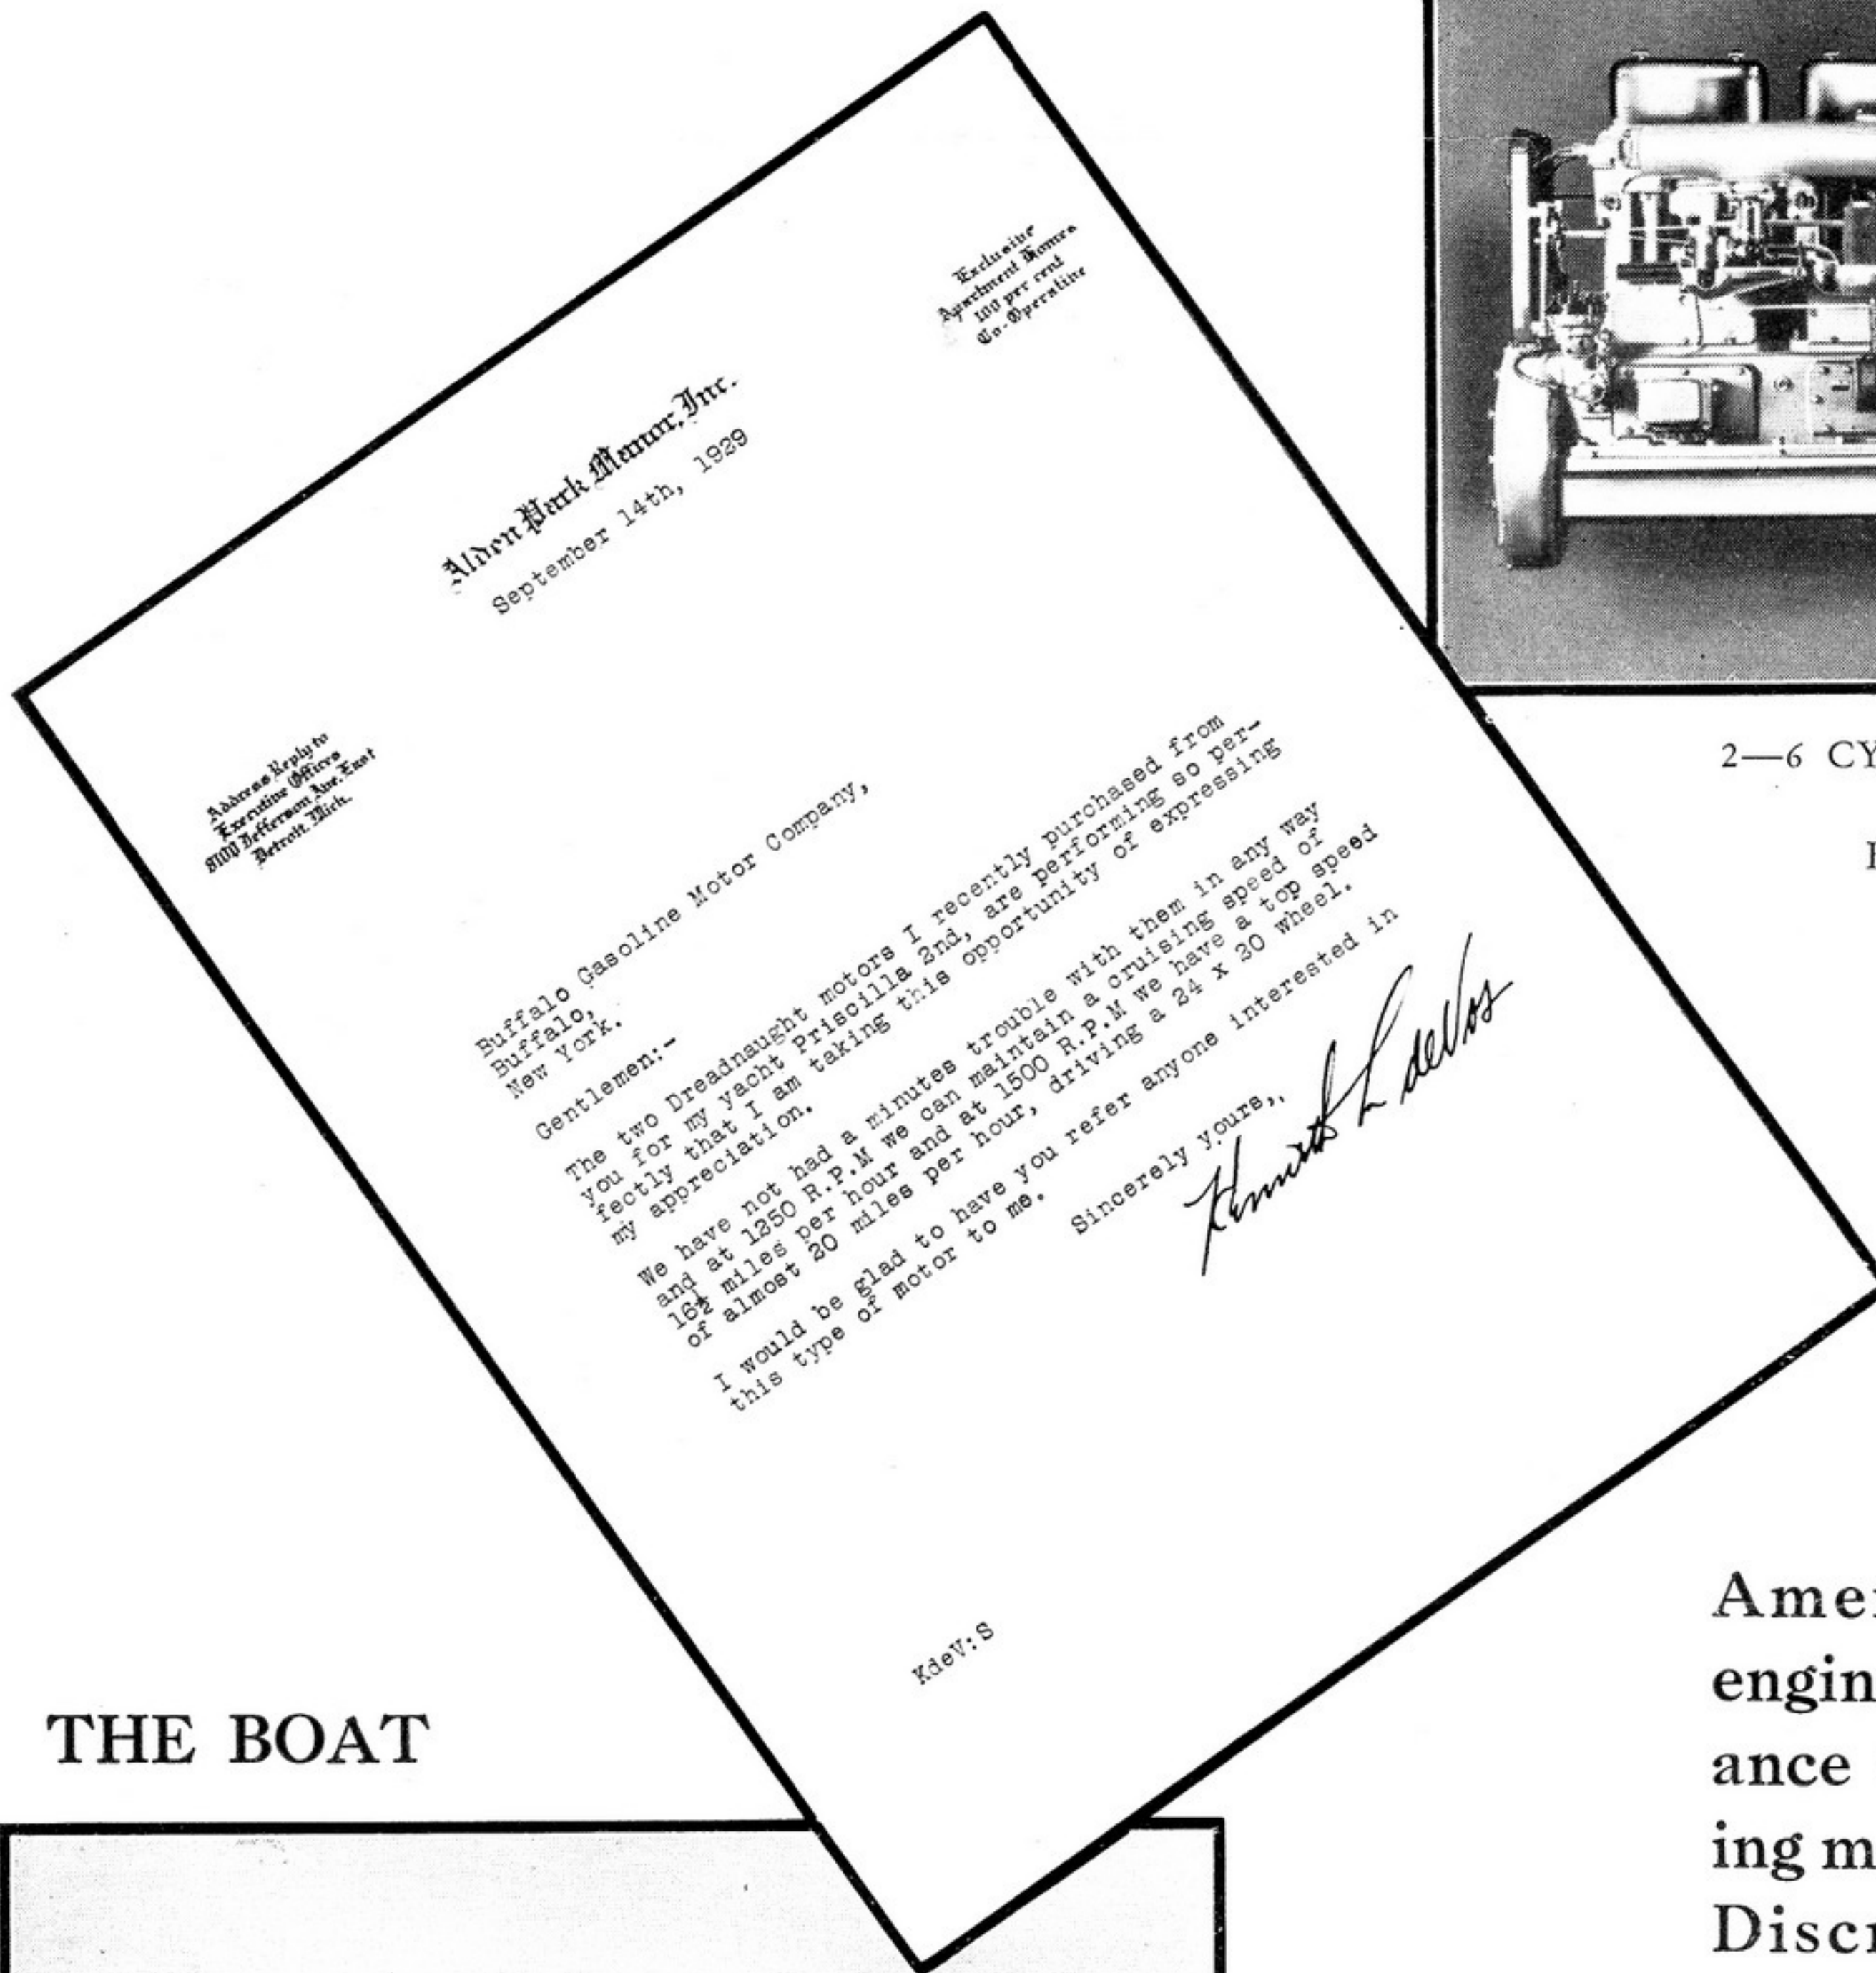 Exclusive
Apartment Homes
100 per cent
Co-Operative
Alden Park Manor, Inc.
September 14th, 1929
Address Reply to
Executive Offices
8100 Jefferson Ave. East
Detroit, Mich.
Buffalo Gasoline Motor Company,
Buffalo,
New York.
Gentlemen:-
The two Dreadnaught motors I recently purchased from
you for my yacht Priscilla 2nd, are performing so per-
fectly that I am taking this opportunity of expressing
my appreciation.
We have not had a minutes trouble with them in any way
and at 1250 R.P.M we can maintain a cruising speed of
16½ miles per hour and at 1500 R.P.M we have a top speed
of almost 20 miles per hour, driving a 24 x 20 wheel.
I would be glad to have you refer anyone interested in
this type of motor to me.
Sincerely yours,
Kenneth L deVos
KdeV:S
2—6 CY
THE BOAT
Amer
engin
ance
ing m
Discr